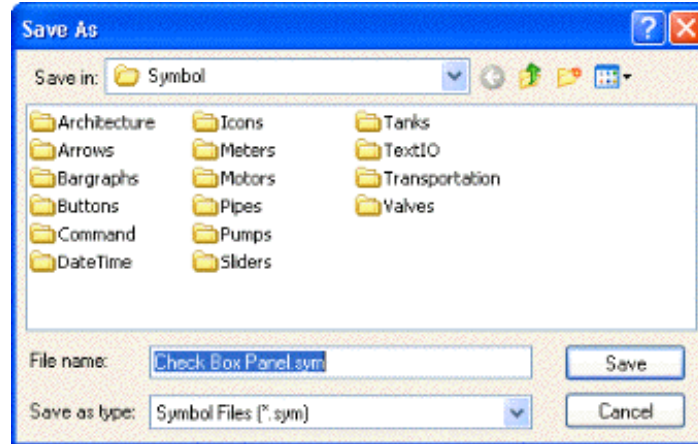 Save As
Save in: Symbol
Architecture Icons Tanks
Arrows Meters TextIO
Bargraphs Motors Transportation
Buttons Pipes Valves
Command Pumps
DateTime Sliders
File name: Check Box Panel.sym Save
Save as type: Symbol Files (*.sym) Cancel